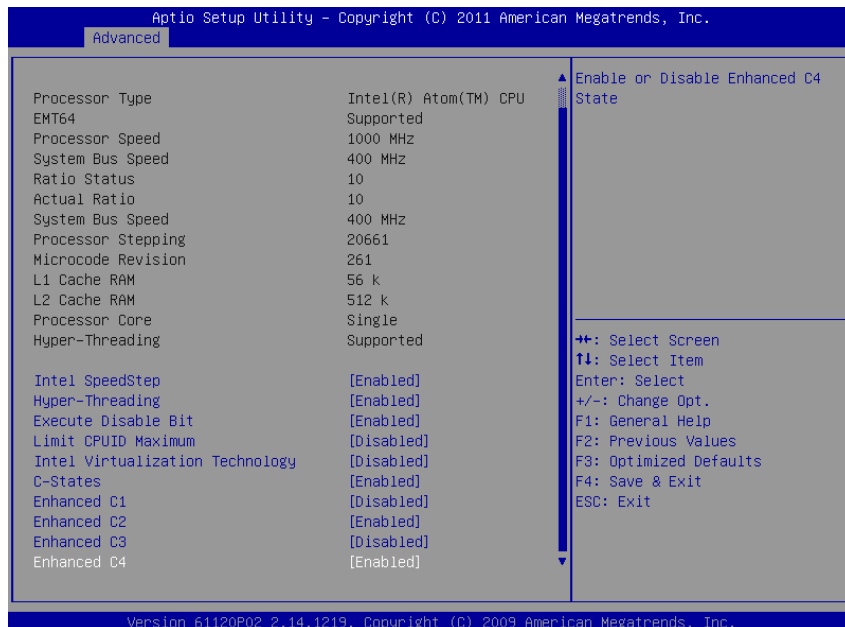 Aptio Setup Utility – Copyright (C) 2011 American Megatrends, Inc.
Advanced
Processor Type Intel(R) Atom(TM) CPU
EMT64 Supported
Processor Speed 1000 MHz
System Bus Speed 400 MHz
Ratio Status 10
Actual Ratio 10
System Bus Speed 400 MHz
Processor Stepping 20661
Microcode Revision 261
L1 Cache RAM 56 k
L2 Cache RAM 512 k
Processor Core Single
Hyper-Threading Supported
Intel SpeedStep [Enabled]
Hyper-Threading [Enabled]
Execute Disable Bit [Enabled]
Limit CPUID Maximum [Disabled]
Intel Virtualization Technology [Disabled]
C-States [Enabled]
Enhanced C1 [Disabled]
Enhanced C2 [Enabled]
Enhanced C3 [Disabled]
Enhanced C4 [Enabled]
Enable or Disable Enhanced C4
State
→←: Select Screen
↑↓: Select Item
Enter: Select
+/-: Change Opt.
F1: General Help
F2: Previous Values
F3: Optimized Defaults
F4: Save & Exit
ESC: Exit
Version 61120P02 2.14.1219. Copyright (C) 2009 American Megatrends, Inc.